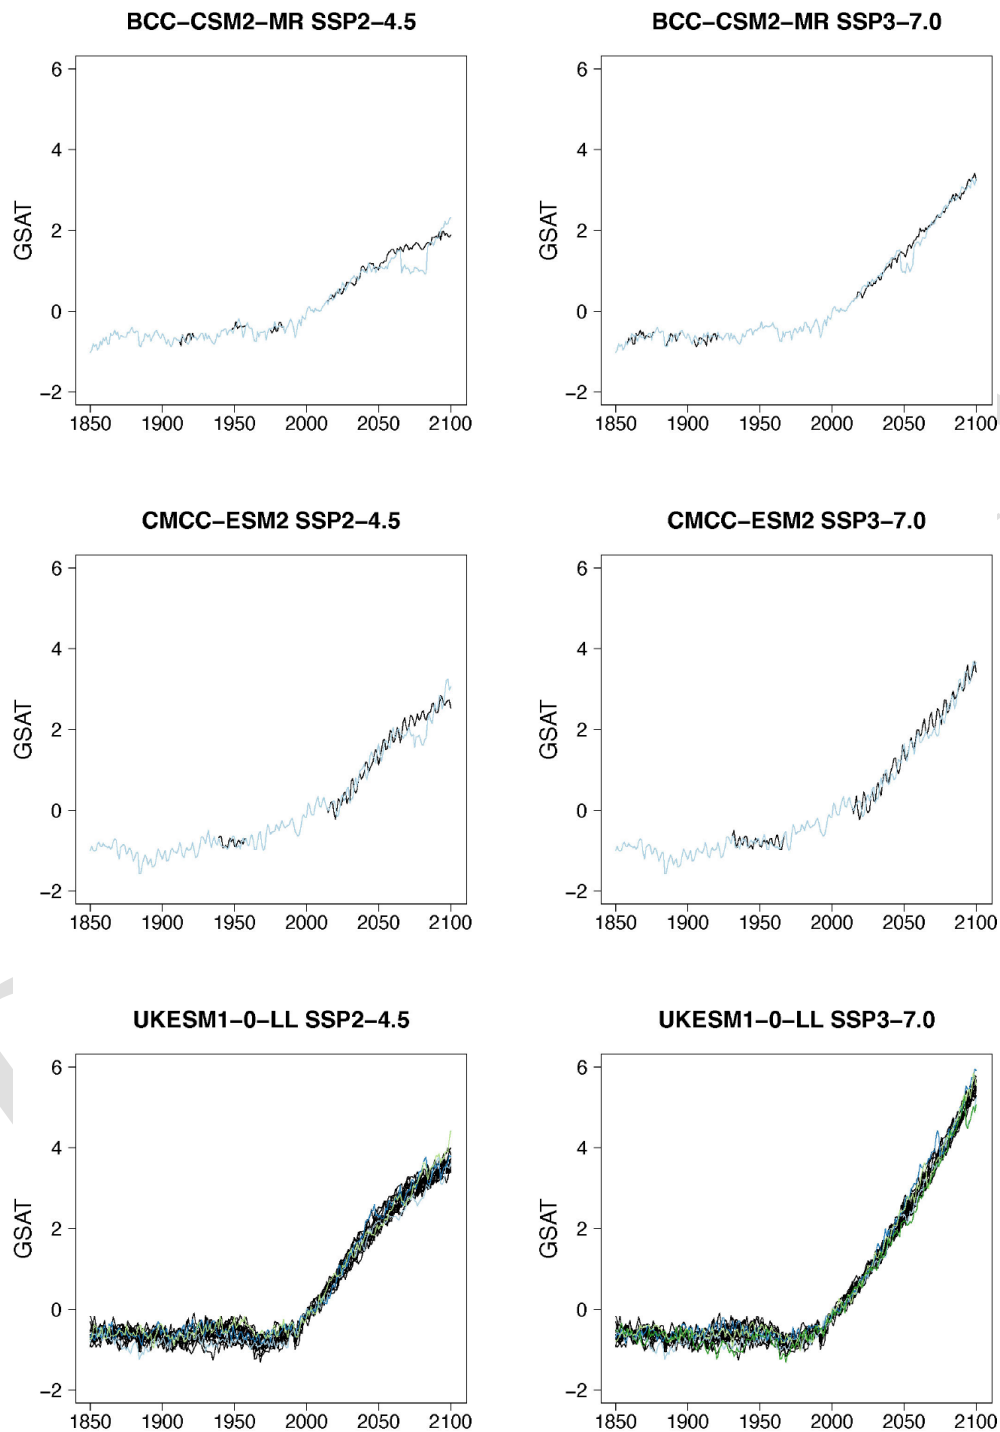 BCC−CSM2−MR SSP2−4.5
BCC−CSM2−MR SSP3−7.0
6
4
2
0
−2
GSAT
1850 1900 1950 2000 2050 2100
6
4
2
0
−2
GSAT
1850 1900 1950 2000 2050 2100
CMCC−ESM2 SSP2−4.5
CMCC−ESM2 SSP3−7.0
6
4
2
0
−2
GSAT
1850 1900 1950 2000 2050 2100
6
4
2
0
−2
GSAT
1850 1900 1950 2000 2050 2100
UKESM1−0−LL SSP2−4.5
UKESM1−0−LL SSP3−7.0
6
4
2
0
−2
GSAT
1850 1900 1950 2000 2050 2100
6
4
2
0
−2
GSAT
1850 1900 1950 2000 2050 2100